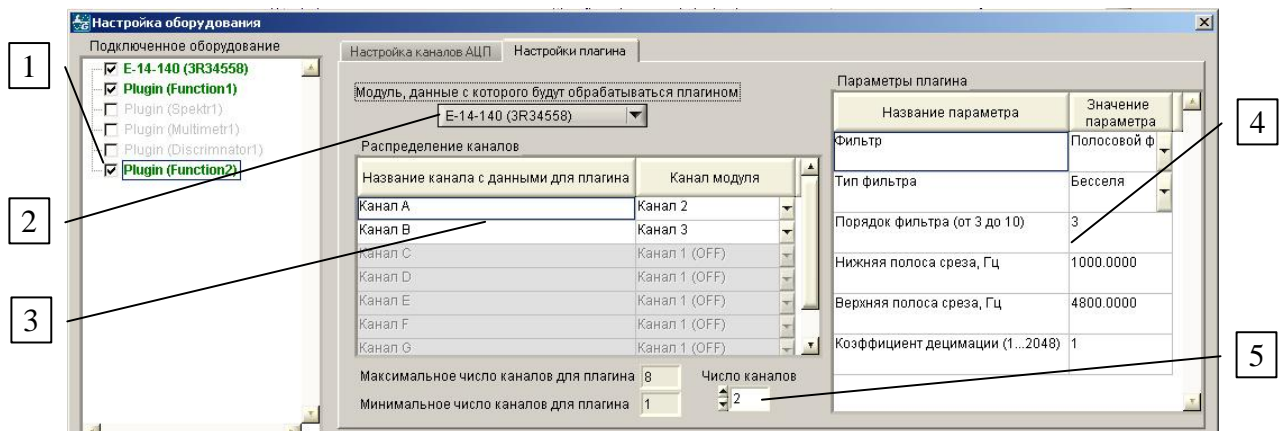 Настройка оборудования
Подключенное оборудование
E-14-140 (3R34558)
Plugin (Function1)
Plugin (Spektr1)
Plugin (Multimetr1)
Plugin (Discrimnator1)
Plugin (Function2)
Настройка каналов АЦП
Настройки плагина
Модуль, данные с которого будут обрабатываться плагином
E-14-140 (3R34558)
Распределение каналов
Название канала с данными для плагина Канал модуля
Канал A Канал 2
Канал B Канал 3
Канал C Канал 1 (OFF)
Канал D Канал 1 (OFF)
Канал E Канал 1 (OFF)
Канал F Канал 1 (OFF)
Канал G Канал 1 (OFF)
Максимальное число каналов для плагина 8
Минимальное число каналов для плагина 1
Число каналов
2
Параметры плагина
Название параметра Значение параметра
Фильтр Полосовой ф
Тип фильтра Бесселя
Порядок фильтра (от 3 до 10) 3
Нижняя полоса среза, Гц 1000.0000
Верхняя полоса среза, Гц 4800.0000
Коэффициент децимации (1...2048) 1
1
2
3
4
5